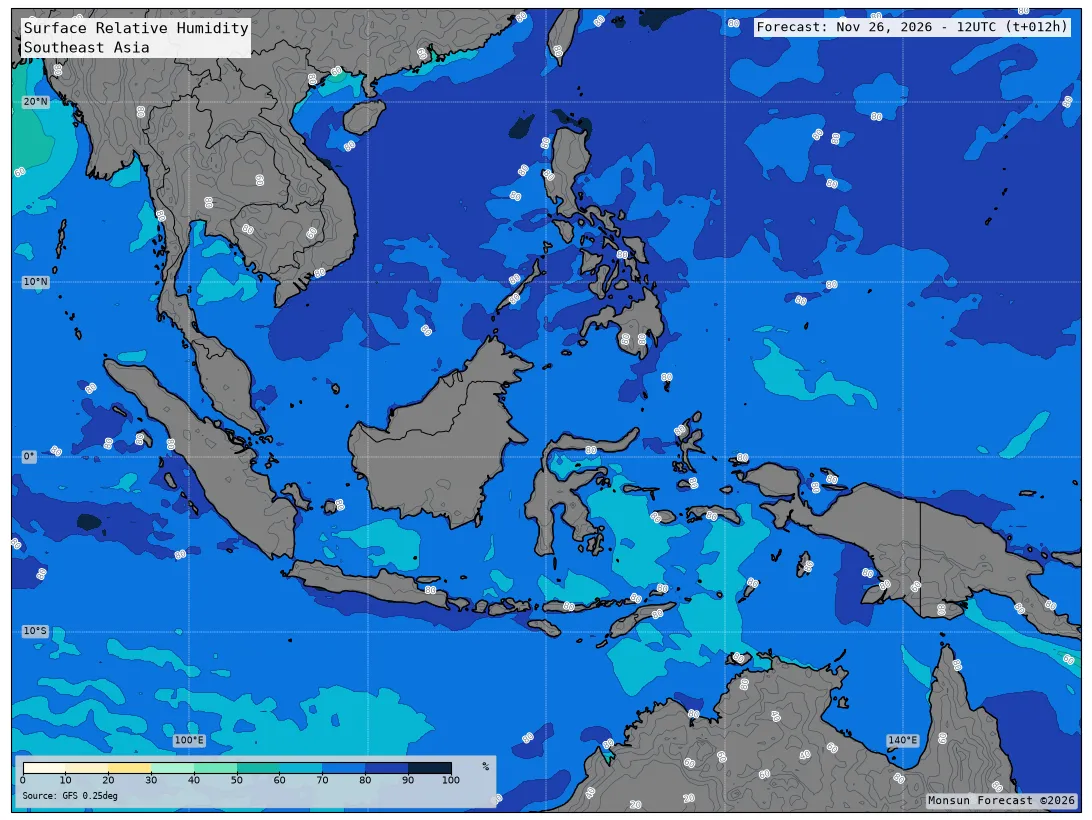 Surface Relative Humidity
Southeast Asia
Forecast: Nov 26, 2026 - 12UTC (t+012h)
20°N
10°N
0°
10°S
100°E
140°E
0 10 20 30 40 50 60 70 80 90 100
%
Source: GFS 0.25deg
Monsun Forecast ©2026